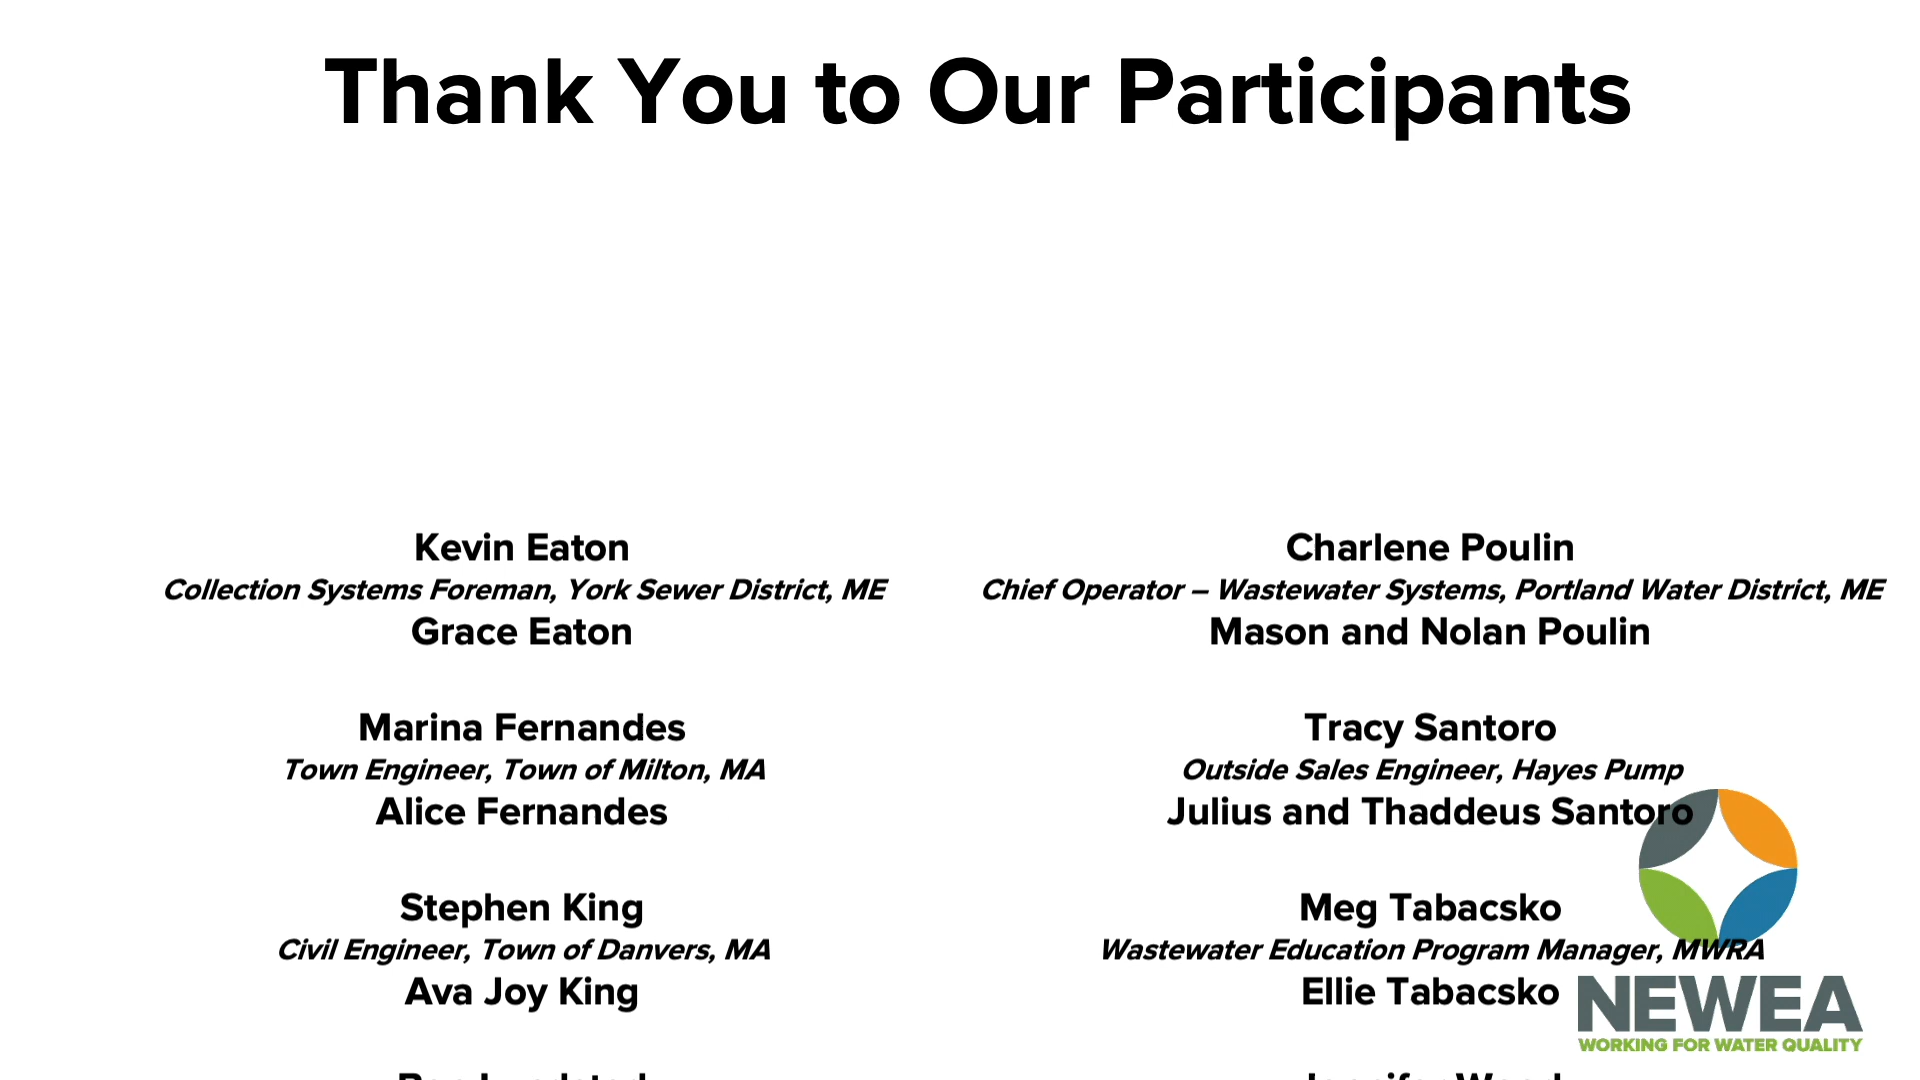 Thank You to Our Participants
Kevin Eaton
Collection Systems Foreman, York Sewer District, ME
Grace Eaton
Marina Fernandes
Town Engineer, Town of Milton, MA
Alice Fernandes
Stephen King
Civil Engineer, Town of Danvers, MA
Ava Joy King
Charlene Poulin
Chief Operator – Wastewater Systems, Portland Water District, ME
Mason and Nolan Poulin
Tracy Santoro
Outside Sales Engineer, Hayes Pump
Julius and Thaddeus Santoro
Meg Tabacsko
Wastewater Education Program Manager, MWRA
Ellie Tabacsko
NEWEA
WORKING FOR WATER QUALITY